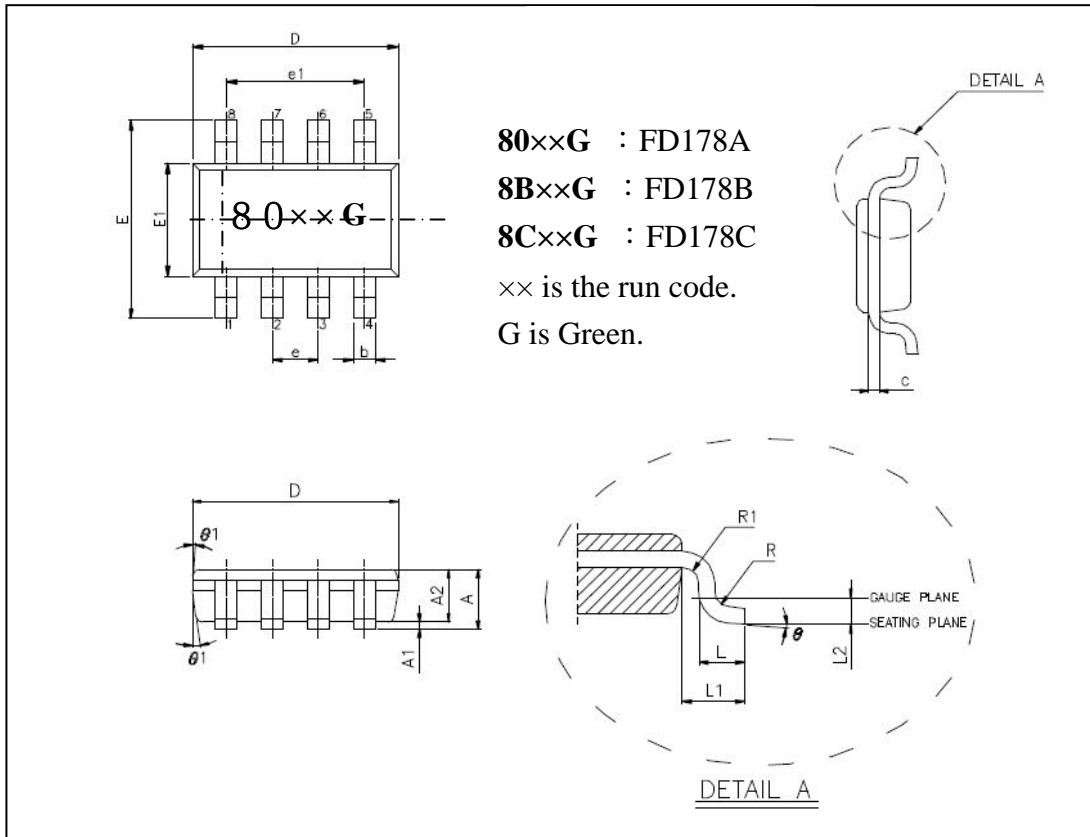 D
e1
8 7 6 5
E
E1
8 0××G
1 2 3 4
e
b
80××G ：FD178A
8B××G ：FD178B
8C××G ：FD178C
×× is the run code.
G is Green.
DETAIL A
c
D
θ1
θ1
A2
A
A1
R1
R
GAUGE PLANE
SEATING PLANE
θ
L
L1
L2
DETAIL A